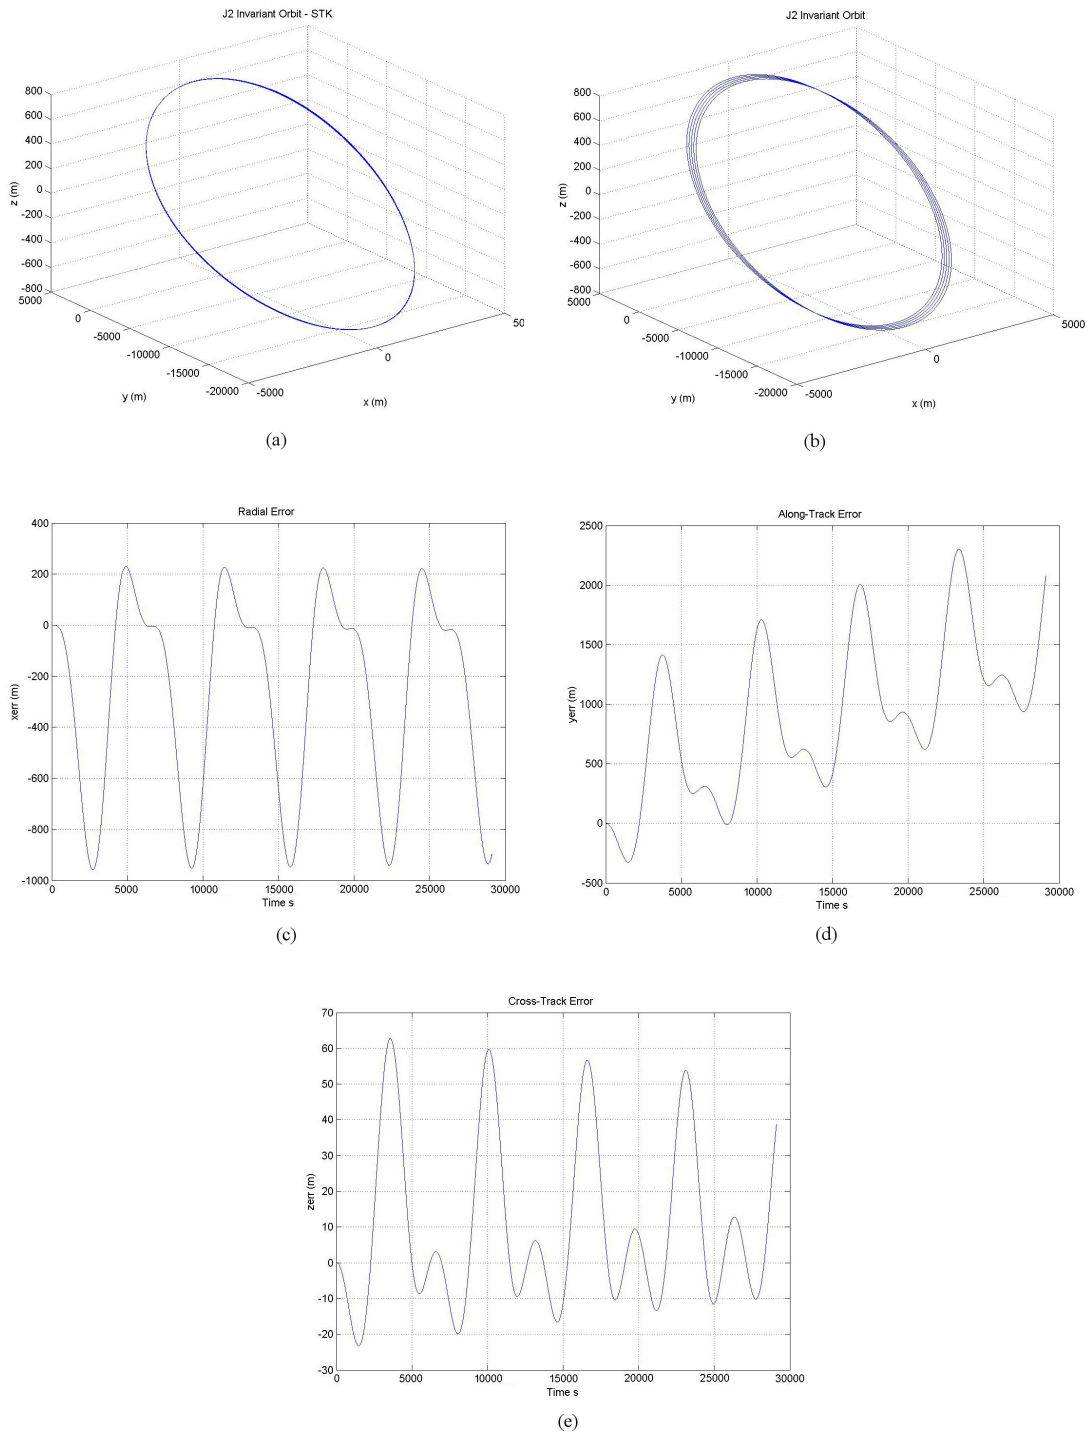 J2 Invariant Orbit - STK
800
600
400
200
0
-200
-400
-600
-800
z (m)
5000
0
-5000
-10000
-15000
-20000
y (m)
-5000
0
50
x (m)
(a)
J2 Invariant Orbit
800
600
400
200
0
-200
-400
-600
-800
z (m)
5000
0
-5000
-10000
-15000
-20000
y (m)
-5000
0
5000
x (m)
(b)
Radial Error
400
200
0
-200
-400
-600
-800
-1000
xerr (m)
0 5000 10000 15000 20000 25000 30000
Time s
(c)
Along-Track Error
2500
2000
1500
1000
500
0
-500
yerr (m)
0 5000 10000 15000 20000 25000 30000
Time s
(d)
Cross-Track Error
70
60
50
40
30
20
10
0
-10
-20
-30
zerr (m)
0 5000 10000 15000 20000 25000 30000
Time s
(e)